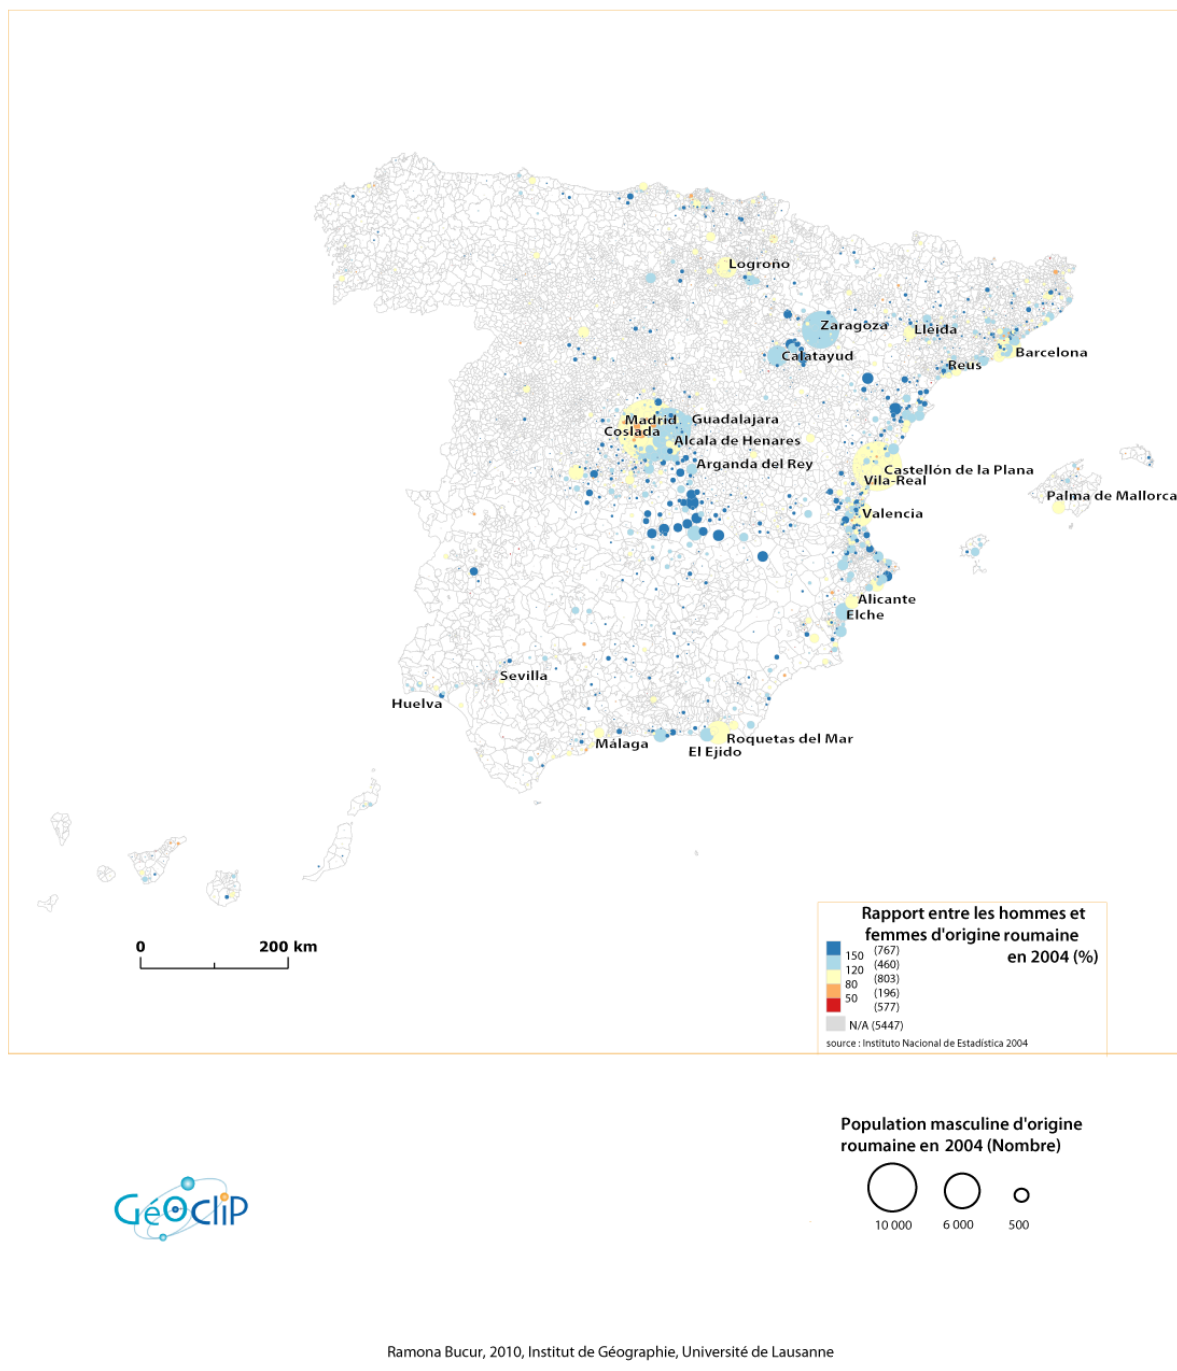 Logroño
Zaragoza
Lleida
Calatayud
Barcelona
Reus
Madrid
Guadalajara
Coslada
Alcala de Henares
Arganda del Rey
Castellón de la Plana
Vila-Real
Palma de Mallorca
Valencia
Alicante
Elche
Sevilla
Huelva
Roquetas del Mar
Málaga
El Ejido
0 200 km
Rapport entre les hommes et
femmes d'origine roumaine
en 2004 (%)
(767)
150
(460)
120
(803)
80
(196)
50
(577)
N/A (5447)
source : Instituto Nacional de Estadística 2004
Population masculine d'origine
roumaine en 2004 (Nombre)
10 000 6 000 500
GéOcliP
Ramona Bucur, 2010, Institut de Géographie, Université de Lausanne